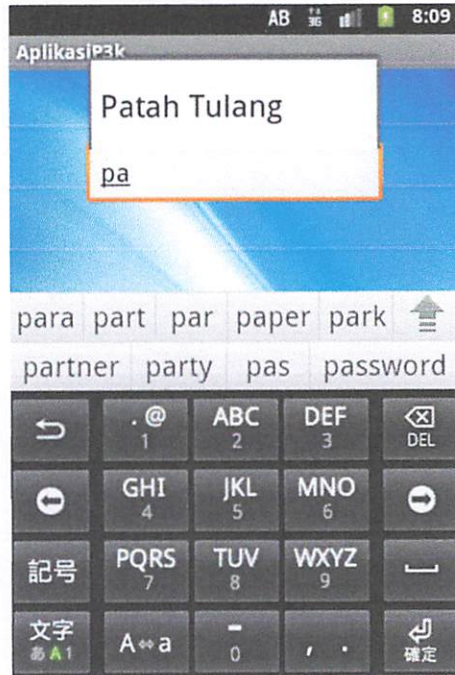 AB 3G 8:09
AplikasiP3k
Patah Tulang
pa
para part par paper park
partner party pas password
. @ ABC DEF DEL
1 2 3
GHI JKL MNO
4 5 6
記号 PQRS TUV WXYZ
7 8 9
文字 A⇔a - , . 確定
あA1 0